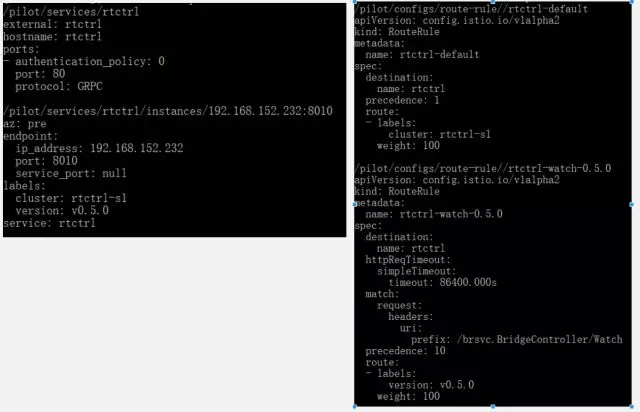 /pilot/services/rtctrl
external: rtctrl
hostname: rtctrl
ports:
- authentication_policy: 0
  port: 80
  protocol: GRPC

/pilot/services/rtctrl/instances/192.168.152.232:8010
az: pre
endpoint:
  ip_address: 192.168.152.232
  port: 8010
  service_port: null
labels:
  cluster: rtctrl-sl
  version: v0.5.0
service: rtctrl

/pilot/configs/route-rule//rtctrl-default
apiVersion: config.istio.io/v1alpha2
kind: RouteRule
metadata:
  name: rtctrl-default
spec:
  destination:
    name: rtctrl
  precedence: 1
  route:
  - labels:
      cluster: rtctrl-sl
    weight: 100

/pilot/configs/route-rule//rtctrl-watch-0.5.0
apiVersion: config.istio.io/v1alpha2
kind: RouteRule
metadata:
  name: rtctrl-watch-0.5.0
spec:
  destination:
    name: rtctrl
  httpReqTimeout:
    simpleTimeout:
      timeout: 86400.000s
  match:
    request:
      headers:
        uri:
          prefix: /brsvc.BridgeController/Watch
  precedence: 10
  route:
  - labels:
      version: v0.5.0
    weight: 100